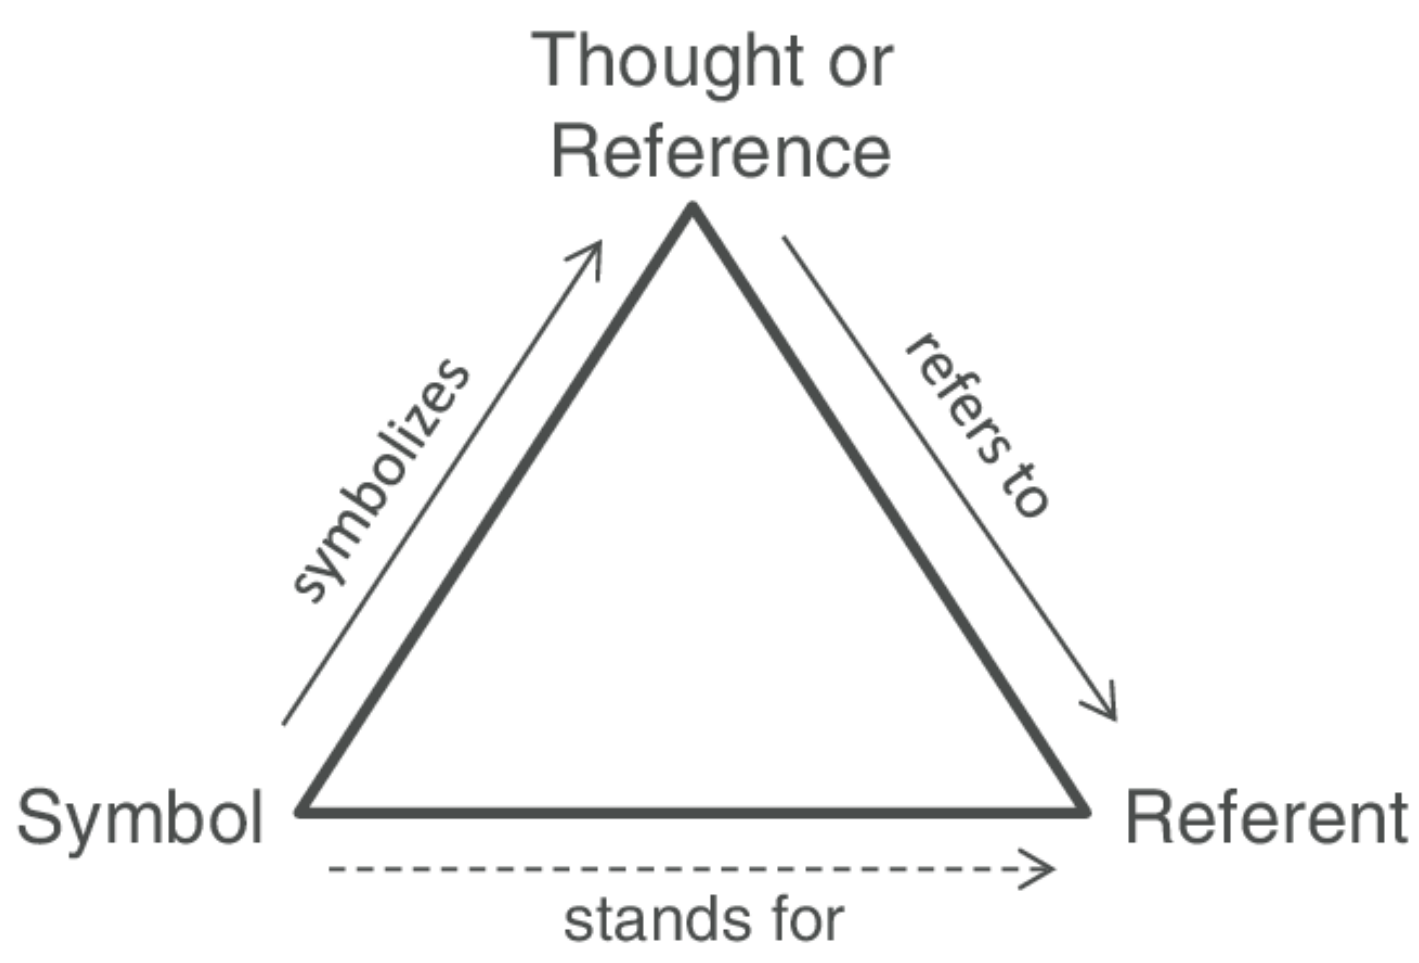 Thought or
Reference
symbolizes
refers to
Symbol
Referent
stands for